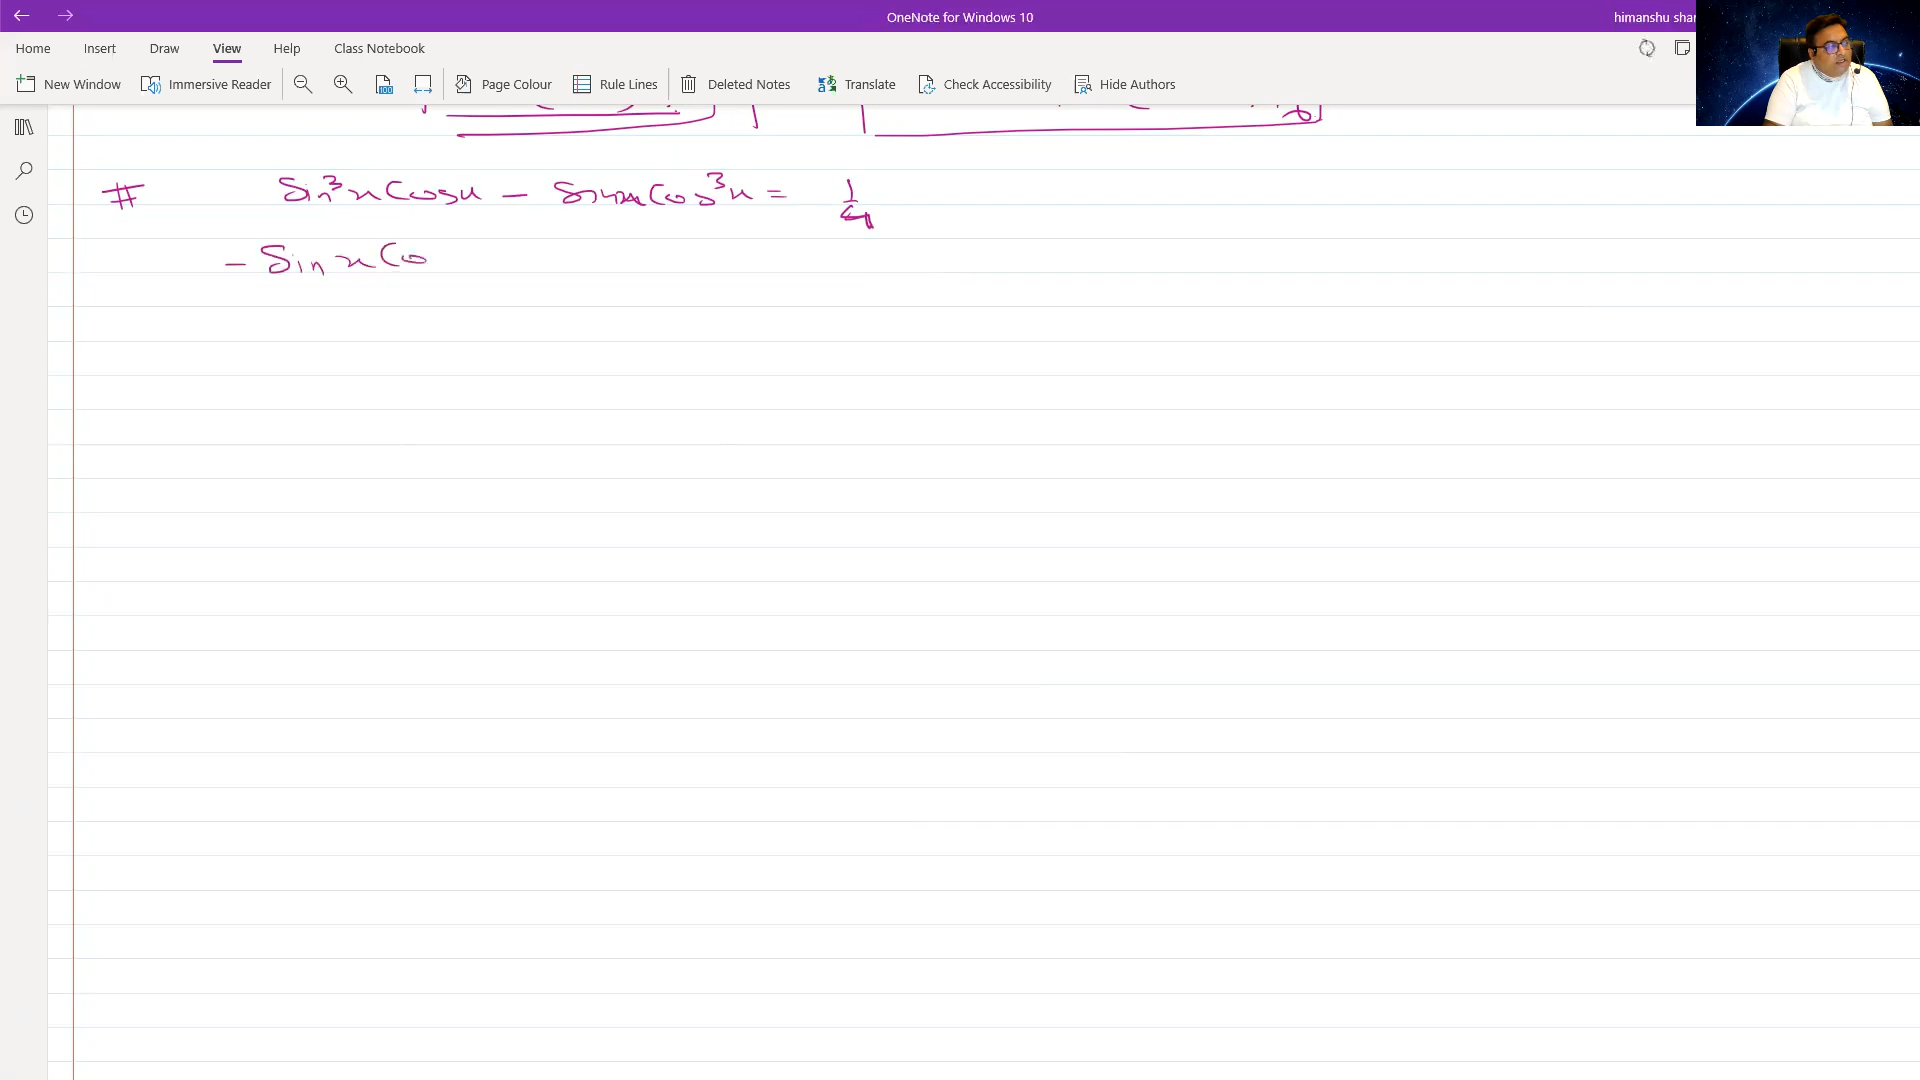 OneNote for Windows 10
himanshu shar
Home Insert Draw View Help Class Notebook
New Window Immersive Reader Page Colour Rule Lines Deleted Notes Translate Check Accessibility Hide Authors
# Sin³x Cosx - Sinx Cos³x = 1/4
- Sin x Co